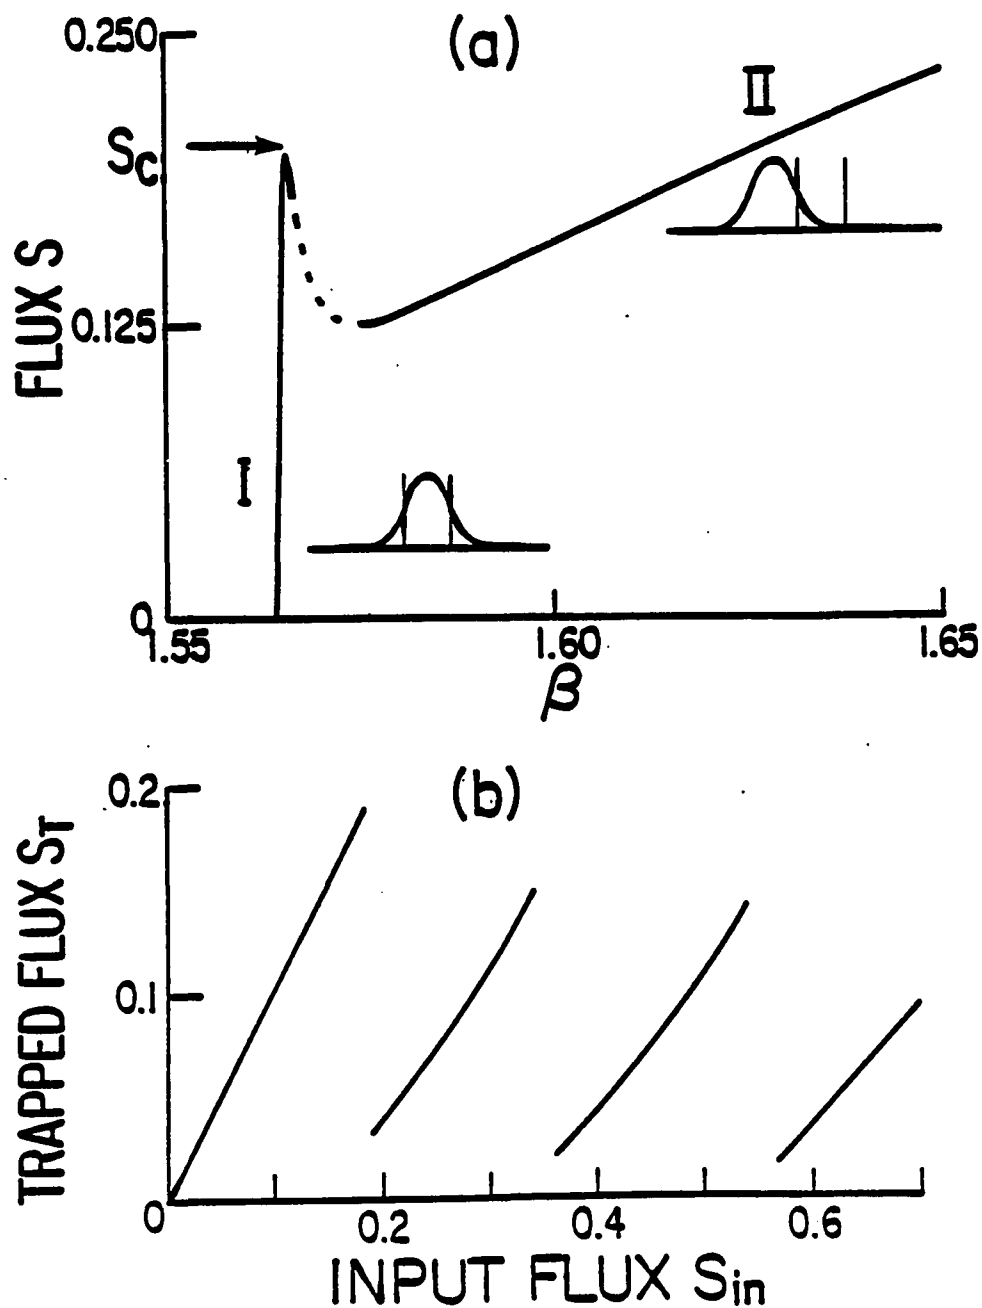 (a)
0.250
Sc
II
FLUX S
0.125
I
0
1.55
1.60
1.65
β
(b)
0.2
TRAPPED FLUX ST
0.1
0
0.2
0.4
0.6
INPUT FLUX Sin